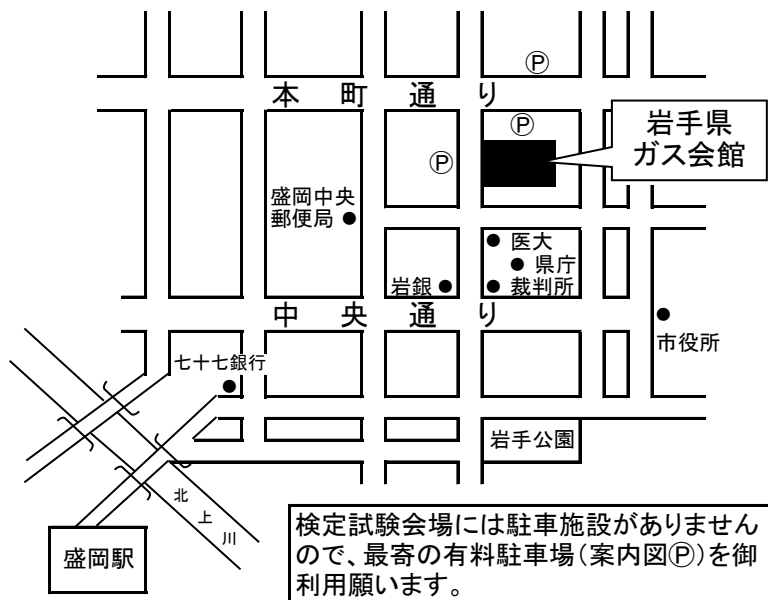 Ⓟ
本町通り
Ⓟ
岩手県
ガス会館
Ⓟ
盛岡中央
郵便局
医大
県庁
岩銀
裁判所
中央通り
市役所
七十七銀行
岩手公園
北上川
盛岡駅
検定試験会場には駐車施設がありません
ので、最寄の有料駐車場(案内図Ⓟ)を御
利用願います。